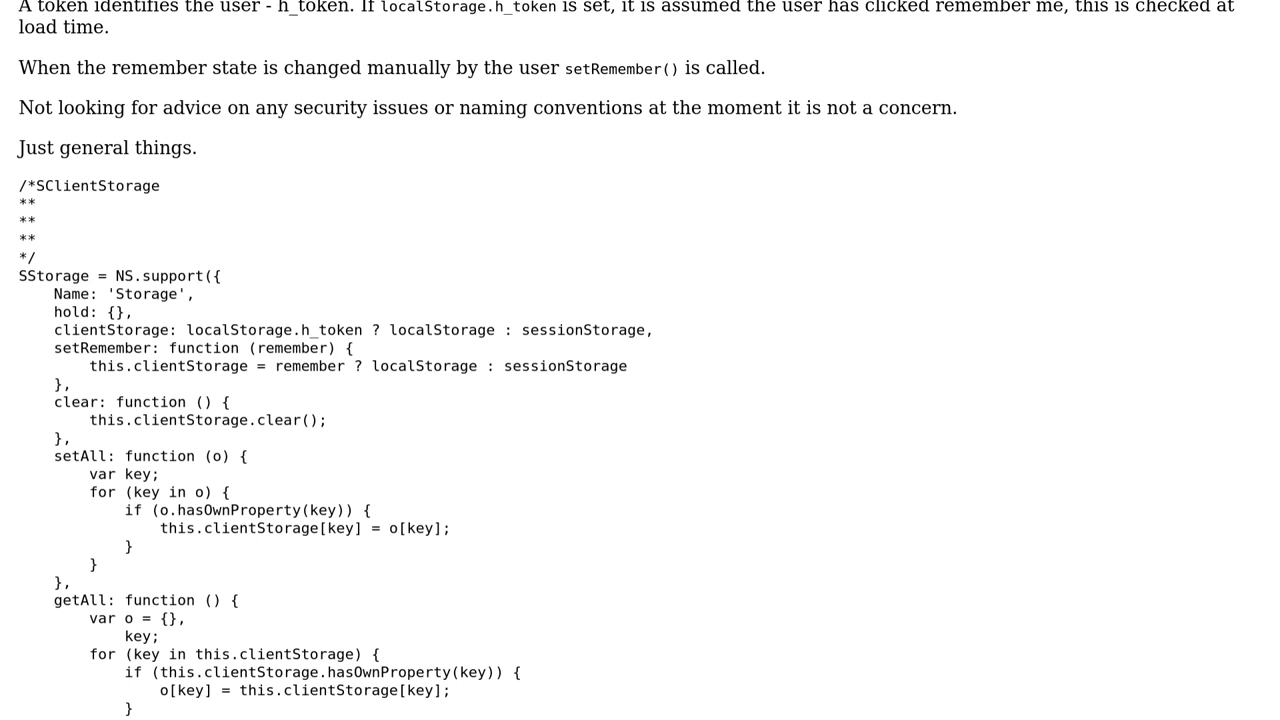 A token identifies the user - h_token. If localStorage.h_token is set, it is assumed the user has clicked remember me, this is checked at
load time.
When the remember state is changed manually by the user setRemember() is called.
Not looking for advice on any security issues or naming conventions at the moment it is not a concern.
Just general things.
/*SClientStorage
**
**
**
*/
SStorage = NS.support({
    Name: 'Storage',
    hold: {},
    clientStorage: localStorage.h_token ? localStorage : sessionStorage,
    setRemember: function (remember) {
        this.clientStorage = remember ? localStorage : sessionStorage
    },
    clear: function () {
        this.clientStorage.clear();
    },
    setAll: function (o) {
        var key;
        for (key in o) {
            if (o.hasOwnProperty(key)) {
                this.clientStorage[key] = o[key];
            }
        }
    },
    getAll: function () {
        var o = {},
            key;
        for (key in this.clientStorage) {
            if (this.clientStorage.hasOwnProperty(key)) {
                o[key] = this.clientStorage[key];
            }